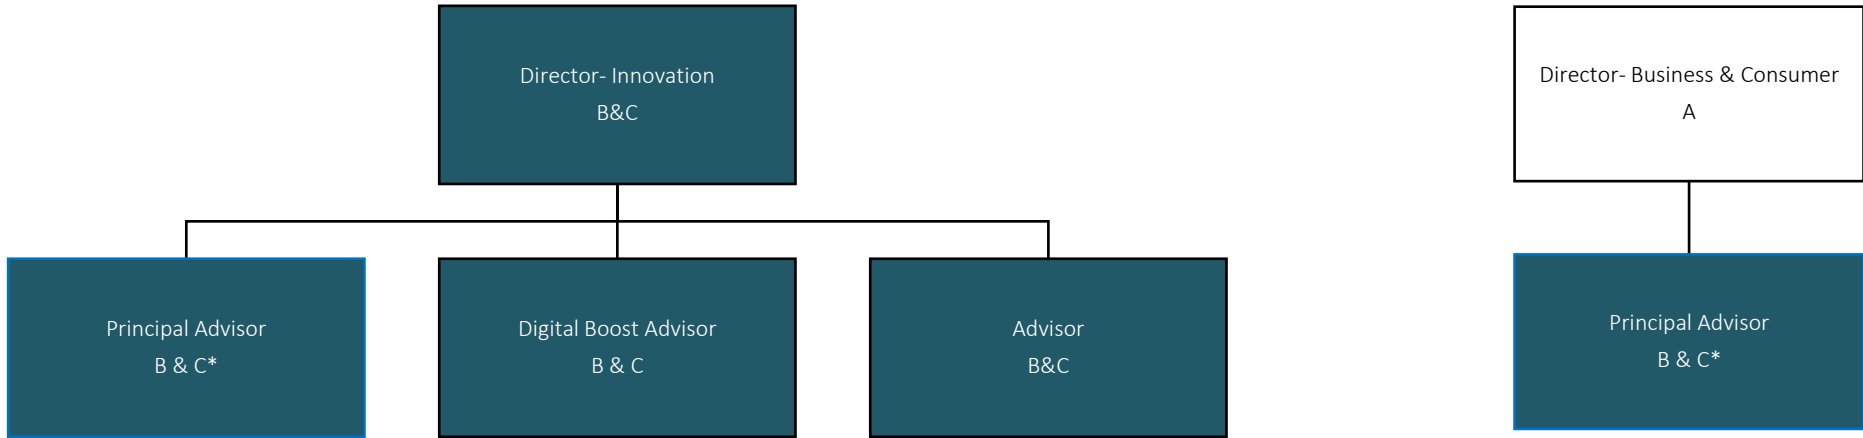 Director- Innovation
B&C
Director- Business & Consumer
A
Principal Advisor
B & C*
Digital Boost Advisor
B & C
Advisor
B&C
Principal Advisor
B & C*